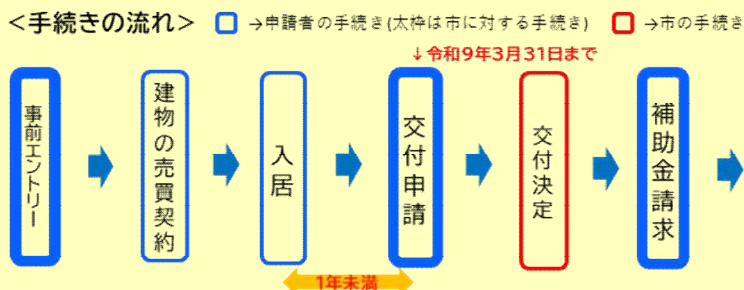 <手続きの流れ>
→申請者の手続き(太枠は市に対する手続き)
→市の手続き
↓令和9年3月31日まで
事前エントリー
建物の売買契約
入居
交付申請
交付決定
補助金請求
1年未満